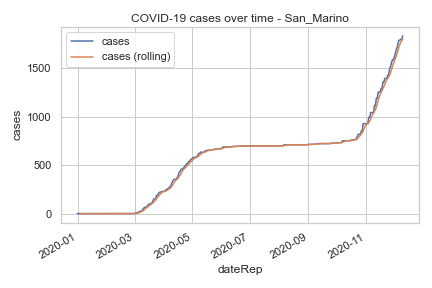 COVID-19 cases over time - San_Marino
cases
cases (rolling)
1500
1000
500
0
cases
2020-01
2020-03
2020-05
2020-07
2020-09
2020-11
dateRep